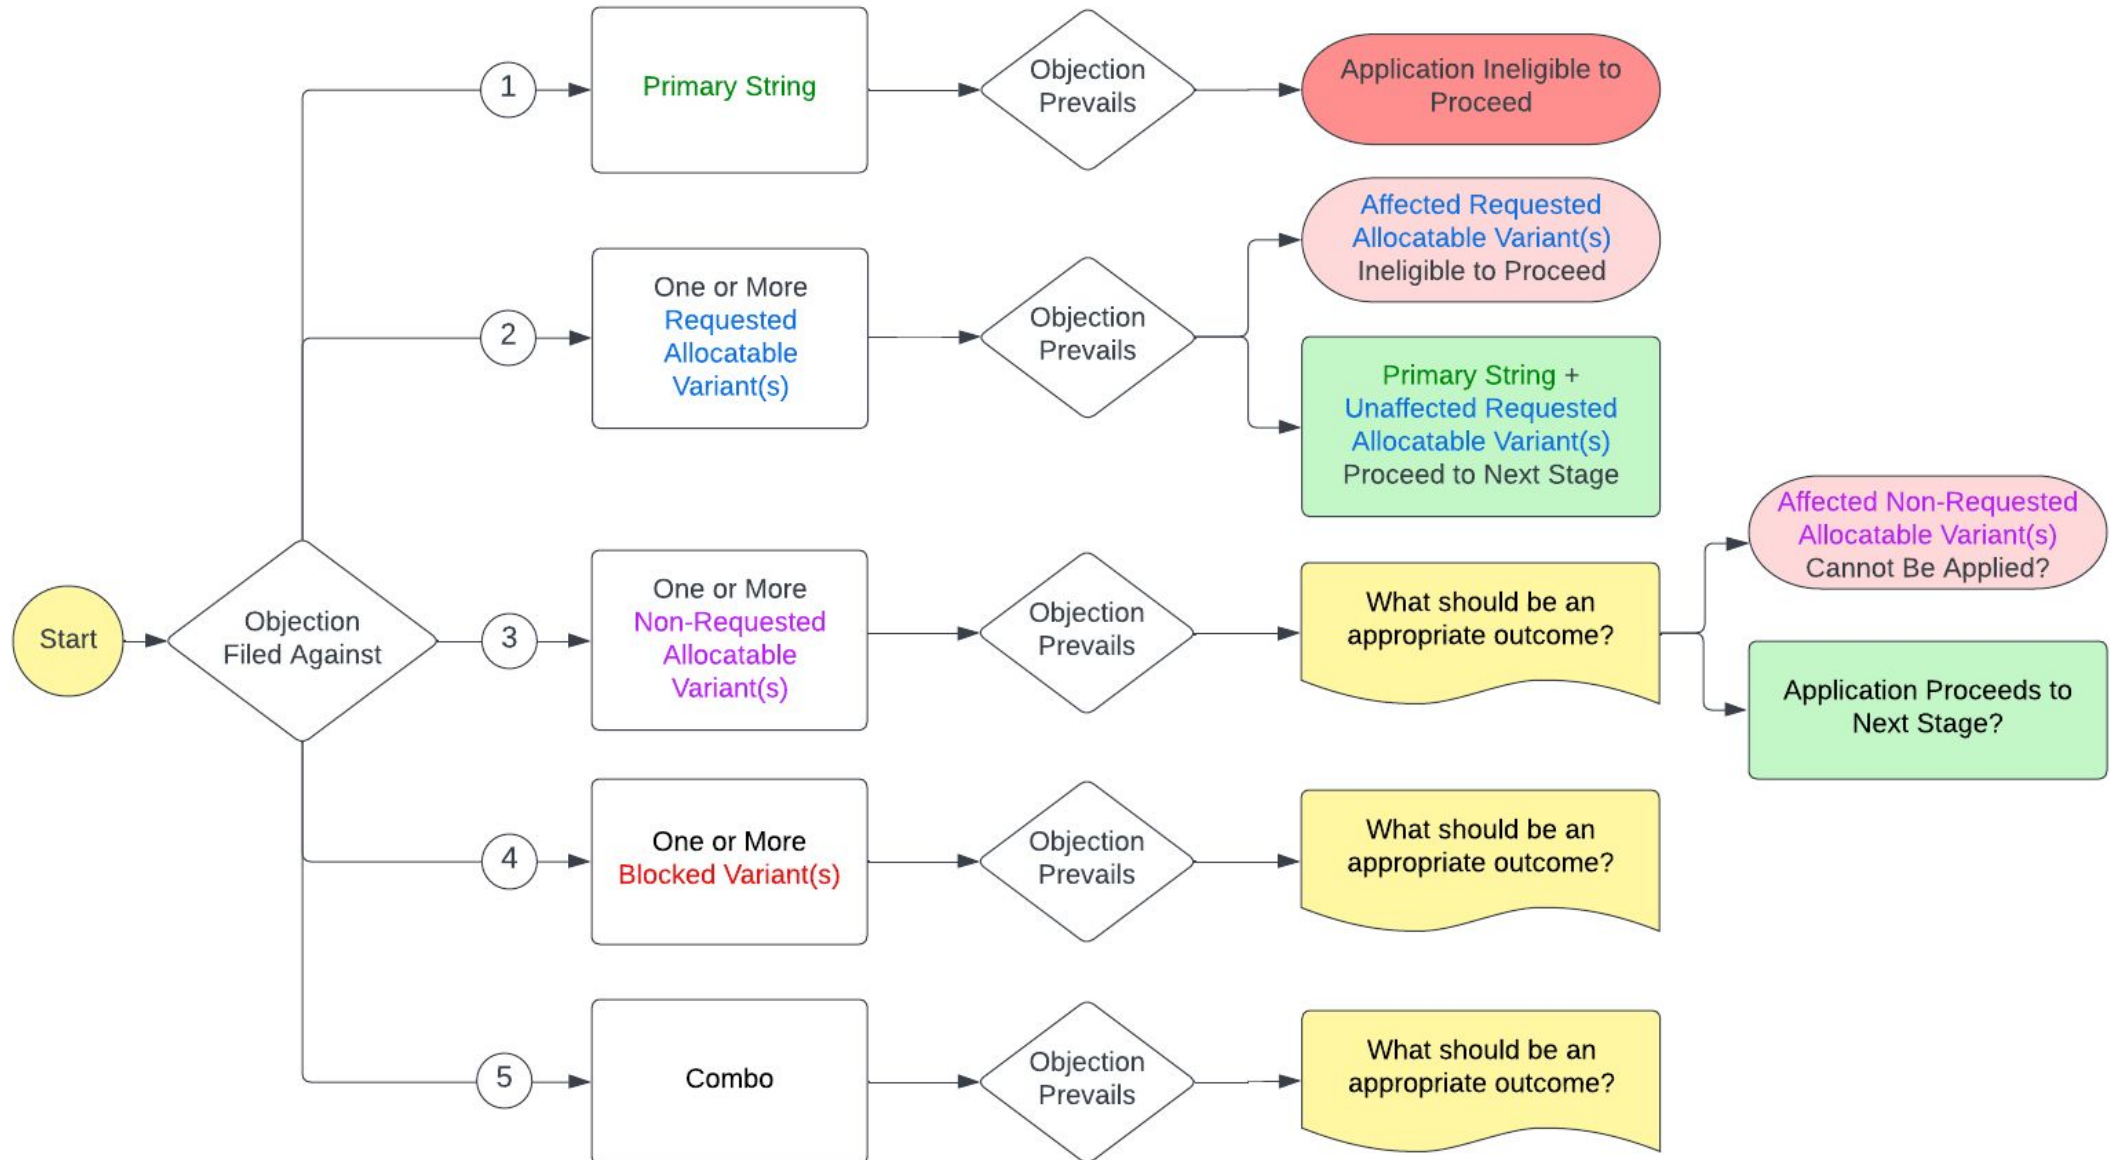 1
Primary String
Objection
Prevails
Application Ineligible to
Proceed
2
One or More
Requested
Allocatable
Variant(s)
Objection
Prevails
Affected Requested
Allocatable Variant(s)
Ineligible to Proceed
Primary String +
Unaffected Requested
Allocatable Variant(s)
Proceed to Next Stage
Start
Objection
Filed Against
3
One or More
Non-Requested
Allocatable
Variant(s)
Objection
Prevails
What should be an
appropriate outcome?
Affected Non-Requested
Allocatable Variant(s)
Cannot Be Applied?
Application Proceeds to
Next Stage?
4
One or More
Blocked Variant(s)
Objection
Prevails
What should be an
appropriate outcome?
5
Combo
Objection
Prevails
What should be an
appropriate outcome?